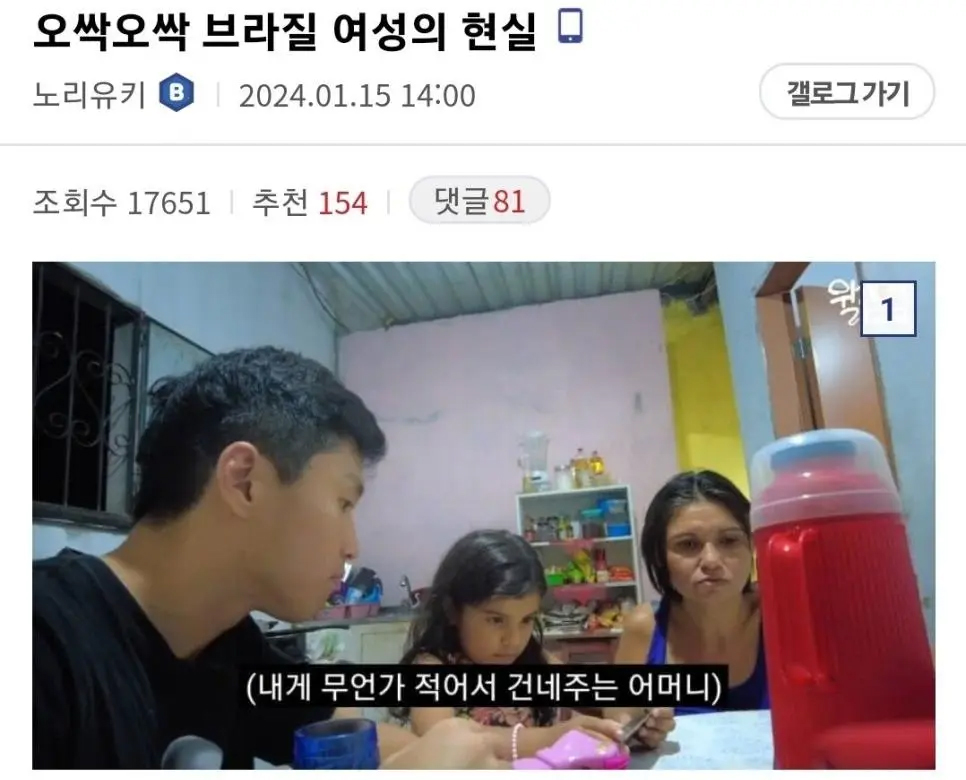 오싹오싹 브라질 여성의 현실
노리유키 B 2024.01.15 14:00
갤로그 가기
조회수 17651 추천 154 댓글 81
1
(내게 무언가 적어서 건네주는 어머니)